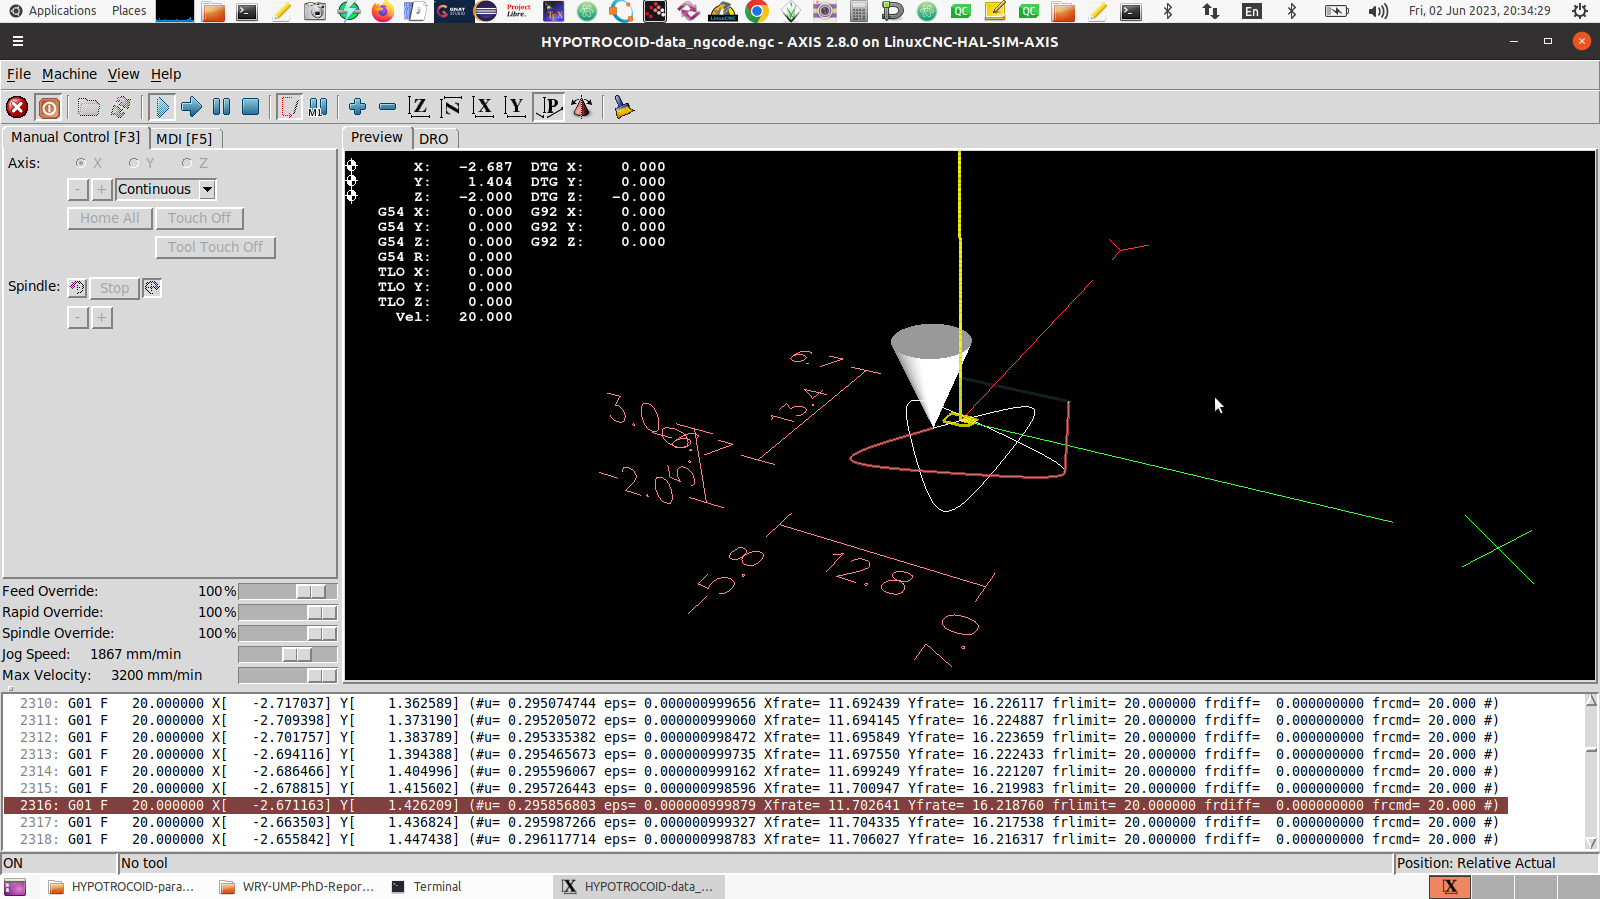 Applications Places En Fri, 02 Jun 2023, 20:34:29
HYPOTROCOID-data_ngcode.ngc - AXIS 2.8.0 on LinuxCNC-HAL-SIM-AXIS
File Machine View Help
Manual Control [F3] MDI [F5]
Preview DRO
Axis: X Y Z
- + Continuous
Home All Touch Off
Tool Touch Off
Spindle: Stop
- +
X: -2.687 DTG X: 0.000
Y: 1.404 DTG Y: 0.000
Z: -2.000 DTG Z: -0.000
G54 X: 0.000 G92 X: 0.000
G54 Y: 0.000 G92 Y: 0.000
G54 Z: 0.000 G92 Z: 0.000
G54 R: 0.000
TLO X: 0.000
TLO Y: 0.000
TLO Z: 0.000
Vel: 20.000
6.7
13.4
3.0
-2.0
-5.8
12.8
7.0
X
Y
Feed Override: 100%
Rapid Override: 100%
Spindle Override: 100%
Jog Speed: 1867 mm/min
Max Velocity: 3200 mm/min
2310: G01 F 20.000000 X[ -2.717037] Y[ 1.362589] (#u= 0.295074744 eps= 0.000000999656 Xfrate= 11.692439 Yfrate= 16.226117 frlimit= 20.000000 frdiff= 0.000000000 frcmd= 20.000 #)
2311: G01 F 20.000000 X[ -2.709398] Y[ 1.373190] (#u= 0.295205072 eps= 0.000000999060 Xfrate= 11.694145 Yfrate= 16.224887 frlimit= 20.000000 frdiff= 0.000000000 frcmd= 20.000 #)
2312: G01 F 20.000000 X[ -2.701757] Y[ 1.383789] (#u= 0.295335382 eps= 0.000000998472 Xfrate= 11.695849 Yfrate= 16.223659 frlimit= 20.000000 frdiff= 0.000000000 frcmd= 20.000 #)
2313: G01 F 20.000000 X[ -2.694116] Y[ 1.394388] (#u= 0.295465673 eps= 0.000000999735 Xfrate= 11.697550 Yfrate= 16.222433 frlimit= 20.000000 frdiff= 0.000000000 frcmd= 20.000 #)
2314: G01 F 20.000000 X[ -2.686466] Y[ 1.404996] (#u= 0.295596067 eps= 0.000000999162 Xfrate= 11.699249 Yfrate= 16.221207 frlimit= 20.000000 frdiff= 0.000000000 frcmd= 20.000 #)
2315: G01 F 20.000000 X[ -2.678815] Y[ 1.415602] (#u= 0.295726443 eps= 0.000000998596 Xfrate= 11.700947 Yfrate= 16.219983 frlimit= 20.000000 frdiff= 0.000000000 frcmd= 20.000 #)
2316: G01 F 20.000000 X[ -2.671163] Y[ 1.426209] (#u= 0.295856803 eps= 0.000000999879 Xfrate= 11.702641 Yfrate= 16.218760 frlimit= 20.000000 frdiff= 0.000000000 frcmd= 20.000 #)
2317: G01 F 20.000000 X[ -2.663503] Y[ 1.436824] (#u= 0.295987266 eps= 0.000000999327 Xfrate= 11.704335 Yfrate= 16.217538 frlimit= 20.000000 frdiff= 0.000000000 frcmd= 20.000 #)
2318: G01 F 20.000000 X[ -2.655842] Y[ 1.447438] (#u= 0.296117714 eps= 0.000000998783 Xfrate= 11.706027 Yfrate= 16.216317 frlimit= 20.000000 frdiff= 0.000000000 frcmd= 20.000 #)
ON No tool Position: Relative Actual
HYPOTROCOID-para... WRY-UMP-PhD-Repor... Terminal HYPOTROCOID-data_...